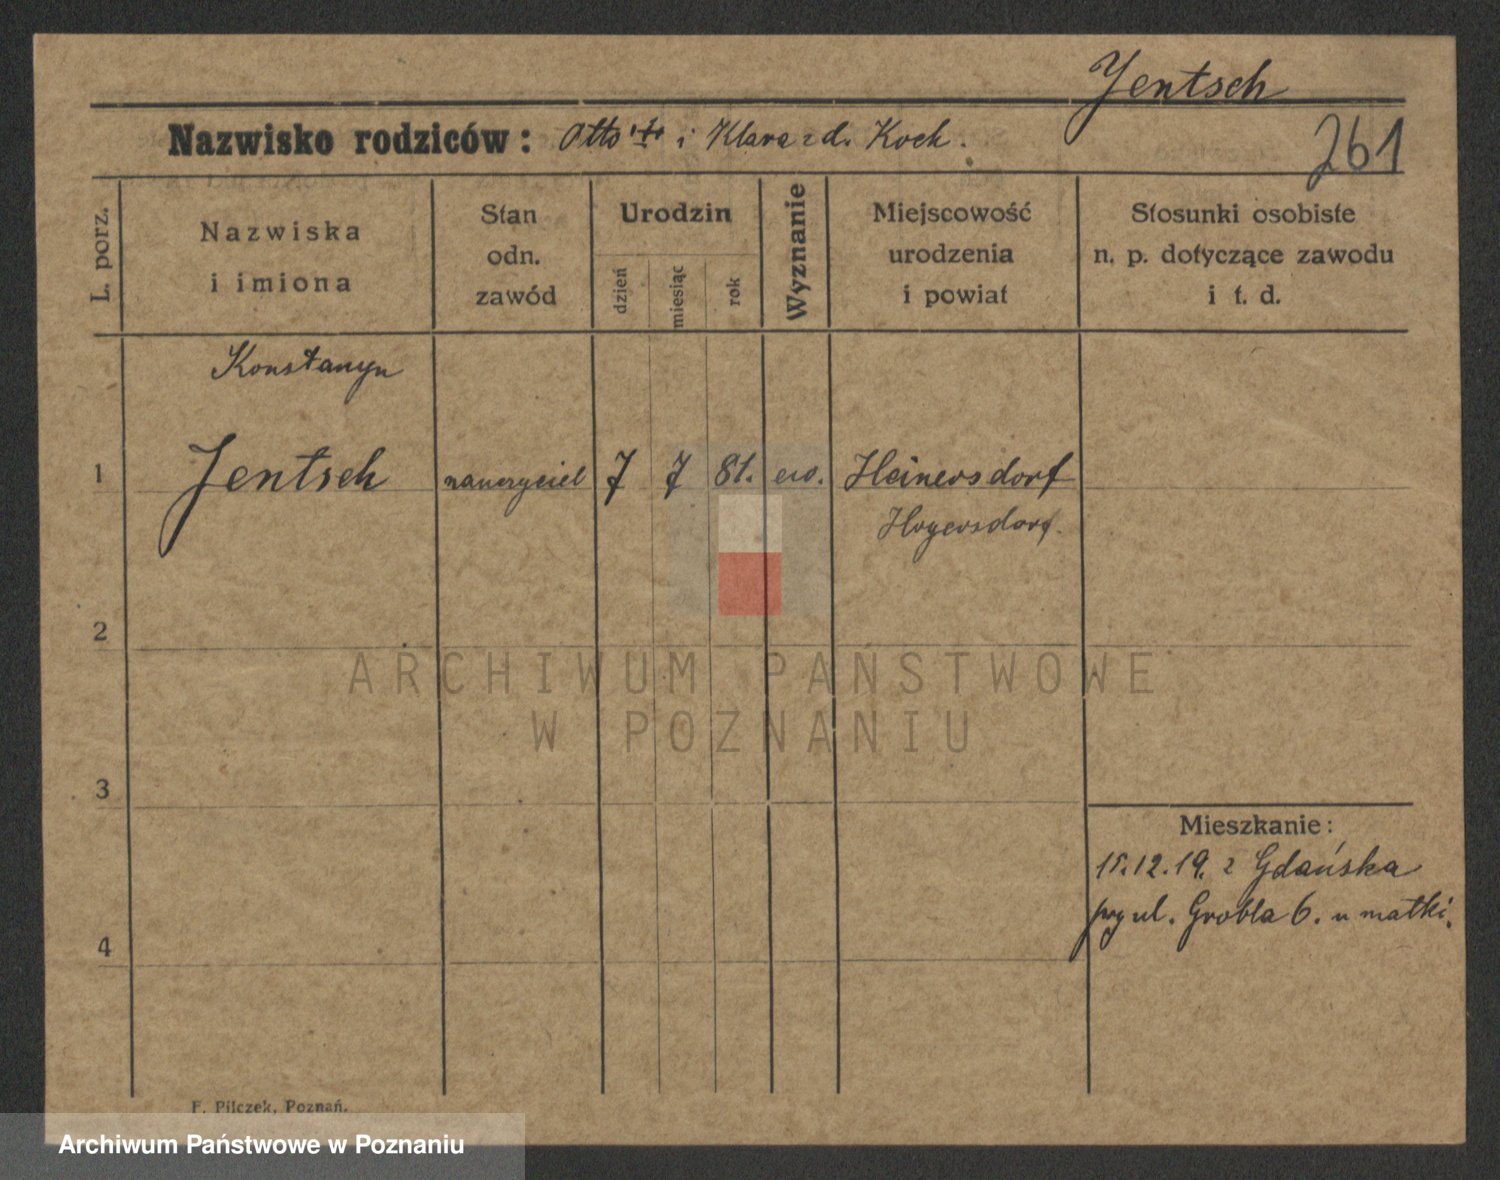 Jentsch
Nazwisko rodziców: Otto i Klara z d. Koch.
261
L. porz.
Nazwiska
i imiona
Stan
odn.
zawód
Urodzin
dzień
miesiąc
rok
Wyznanie
Miejscowość
urodzenia
i powiat
Stosunki osobiste
n. p. dotyczące zawodu
i t. d.
Konstanyn
1 Jentsch nauczyciel 7 7 81. ew. Heinersdorf
2
ARCHIWUM PAŃSTWOWE
W POZNANIU
3
Mieszkanie:
15.12.19. z Gdańska
przy ul. Grobla 6. u matki.
4
F. Pilczek, Poznań.
Archiwum Państwowe w Poznaniu